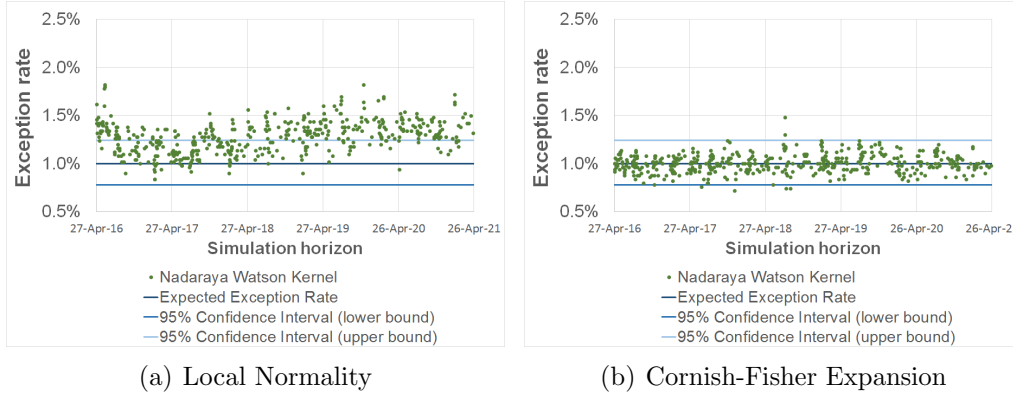 2.5%
2.0%
1.5%
1.0%
0.5%
Exception rate
27-Apr-16 27-Apr-17 27-Apr-18 27-Apr-19 26-Apr-20 26-Apr-21
Simulation horizon
Nadaraya Watson Kernel
Expected Exception Rate
95% Confidence Interval (lower bound)
95% Confidence Interval (upper bound)
(a) Local Normality
2.5%
2.0%
1.5%
1.0%
0.5%
Exception rate
27-Apr-16 27-Apr-17 27-Apr-18 27-Apr-19 26-Apr-20 26-Apr-2
Simulation horizon
Nadaraya Watson Kernel
Expected Exception Rate
95% Confidence Interval (lower bound)
95% Confidence Interval (upper bound)
(b) Cornish-Fisher Expansion